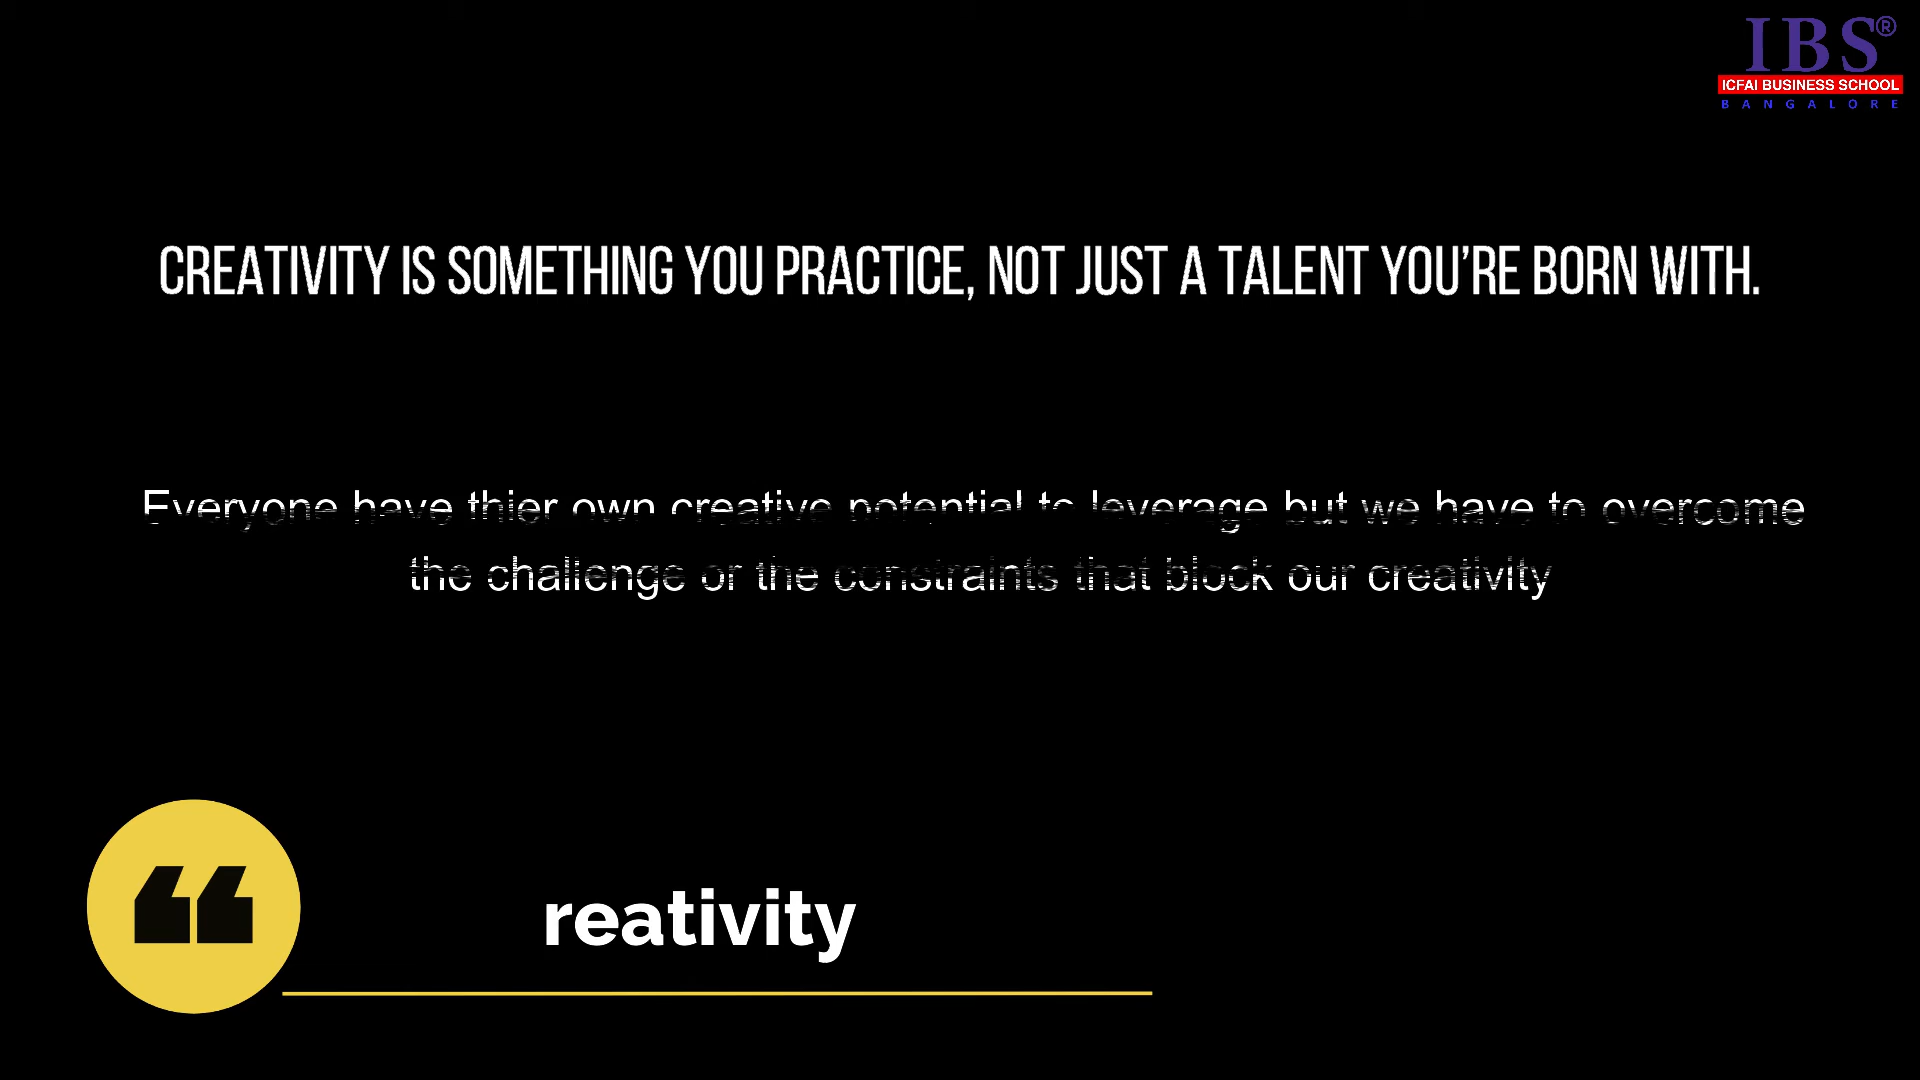 IBS®
ICFAI BUSINESS SCHOOL
BANGALORE
CREATIVITY IS SOMETHING YOU PRACTICE, NOT JUST A TALENT YOU’RE BORN WITH.
Everyone have thier own creative potential to leverage but we have to overcome
the challenge or the constraints that block our creativity
“
reativity